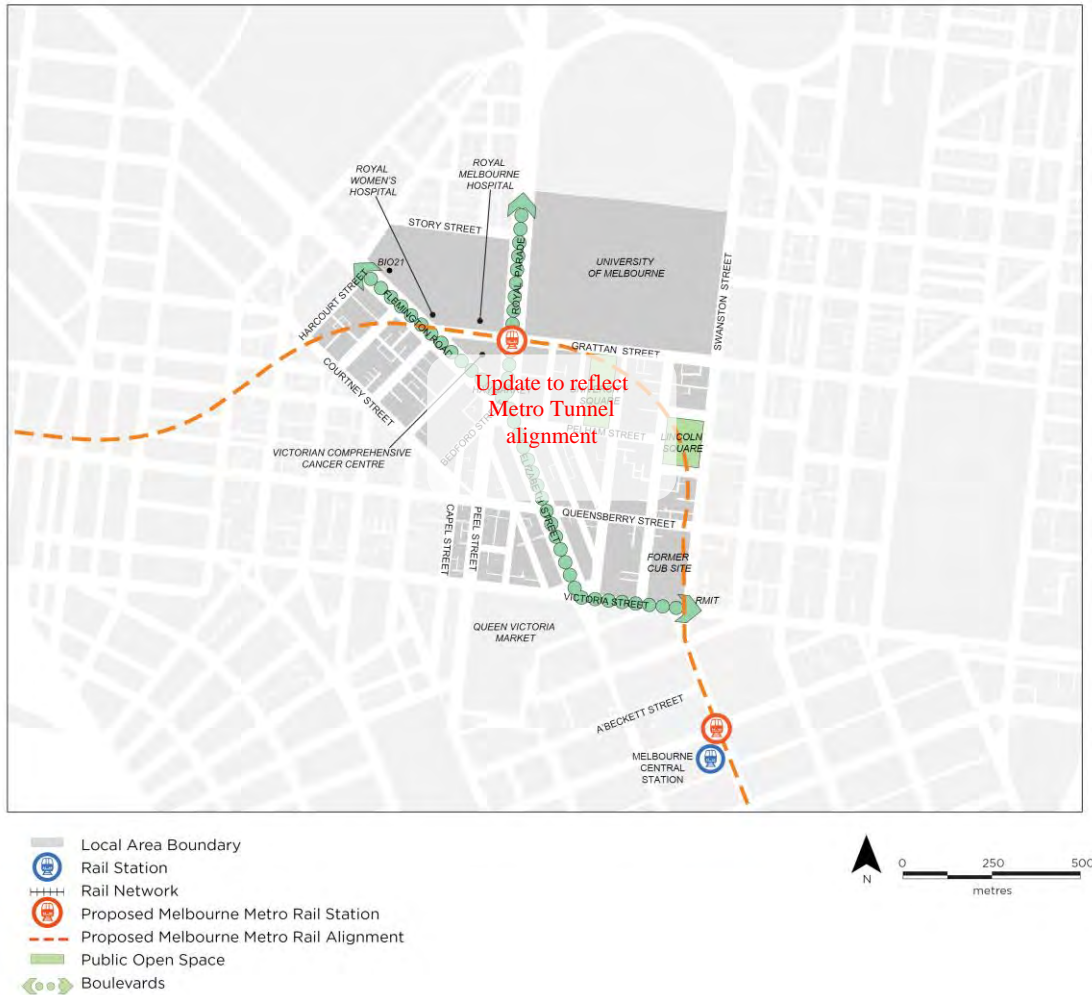 ROYAL
WOMEN'S
HOSPITAL
ROYAL
MELBOURNE
HOSPITAL
STORY STREET
BIO21
ROYAL PARADE
UNIVERSITY
OF MELBOURNE
SWANSTON STREET
HARCOURT STREET
FLEMINGTON ROAD
GRATTAN STREET
COURTNEY STREET
Update to reflect
Metro Tunnel
alignment
SQUARE
PELHAM STREET
LINCOLN
SQUARE
BEDFORD ST
VICTORIAN COMPREHENSIVE
CANCER CENTRE
ELIZABETH STREET
CAPEL STREET
PEEL STREET
QUEENSBERRY STREET
FORMER
CUB SITE
VICTORIA STREET
RMIT
QUEEN VICTORIA
MARKET
A'BECKETT STREET
MELBOURNE
CENTRAL
STATION
Local Area Boundary
Rail Station
Rail Network
Proposed Melbourne Metro Rail Station
Proposed Melbourne Metro Rail Alignment
Public Open Space
Boulevards
N
0 250 500
metres